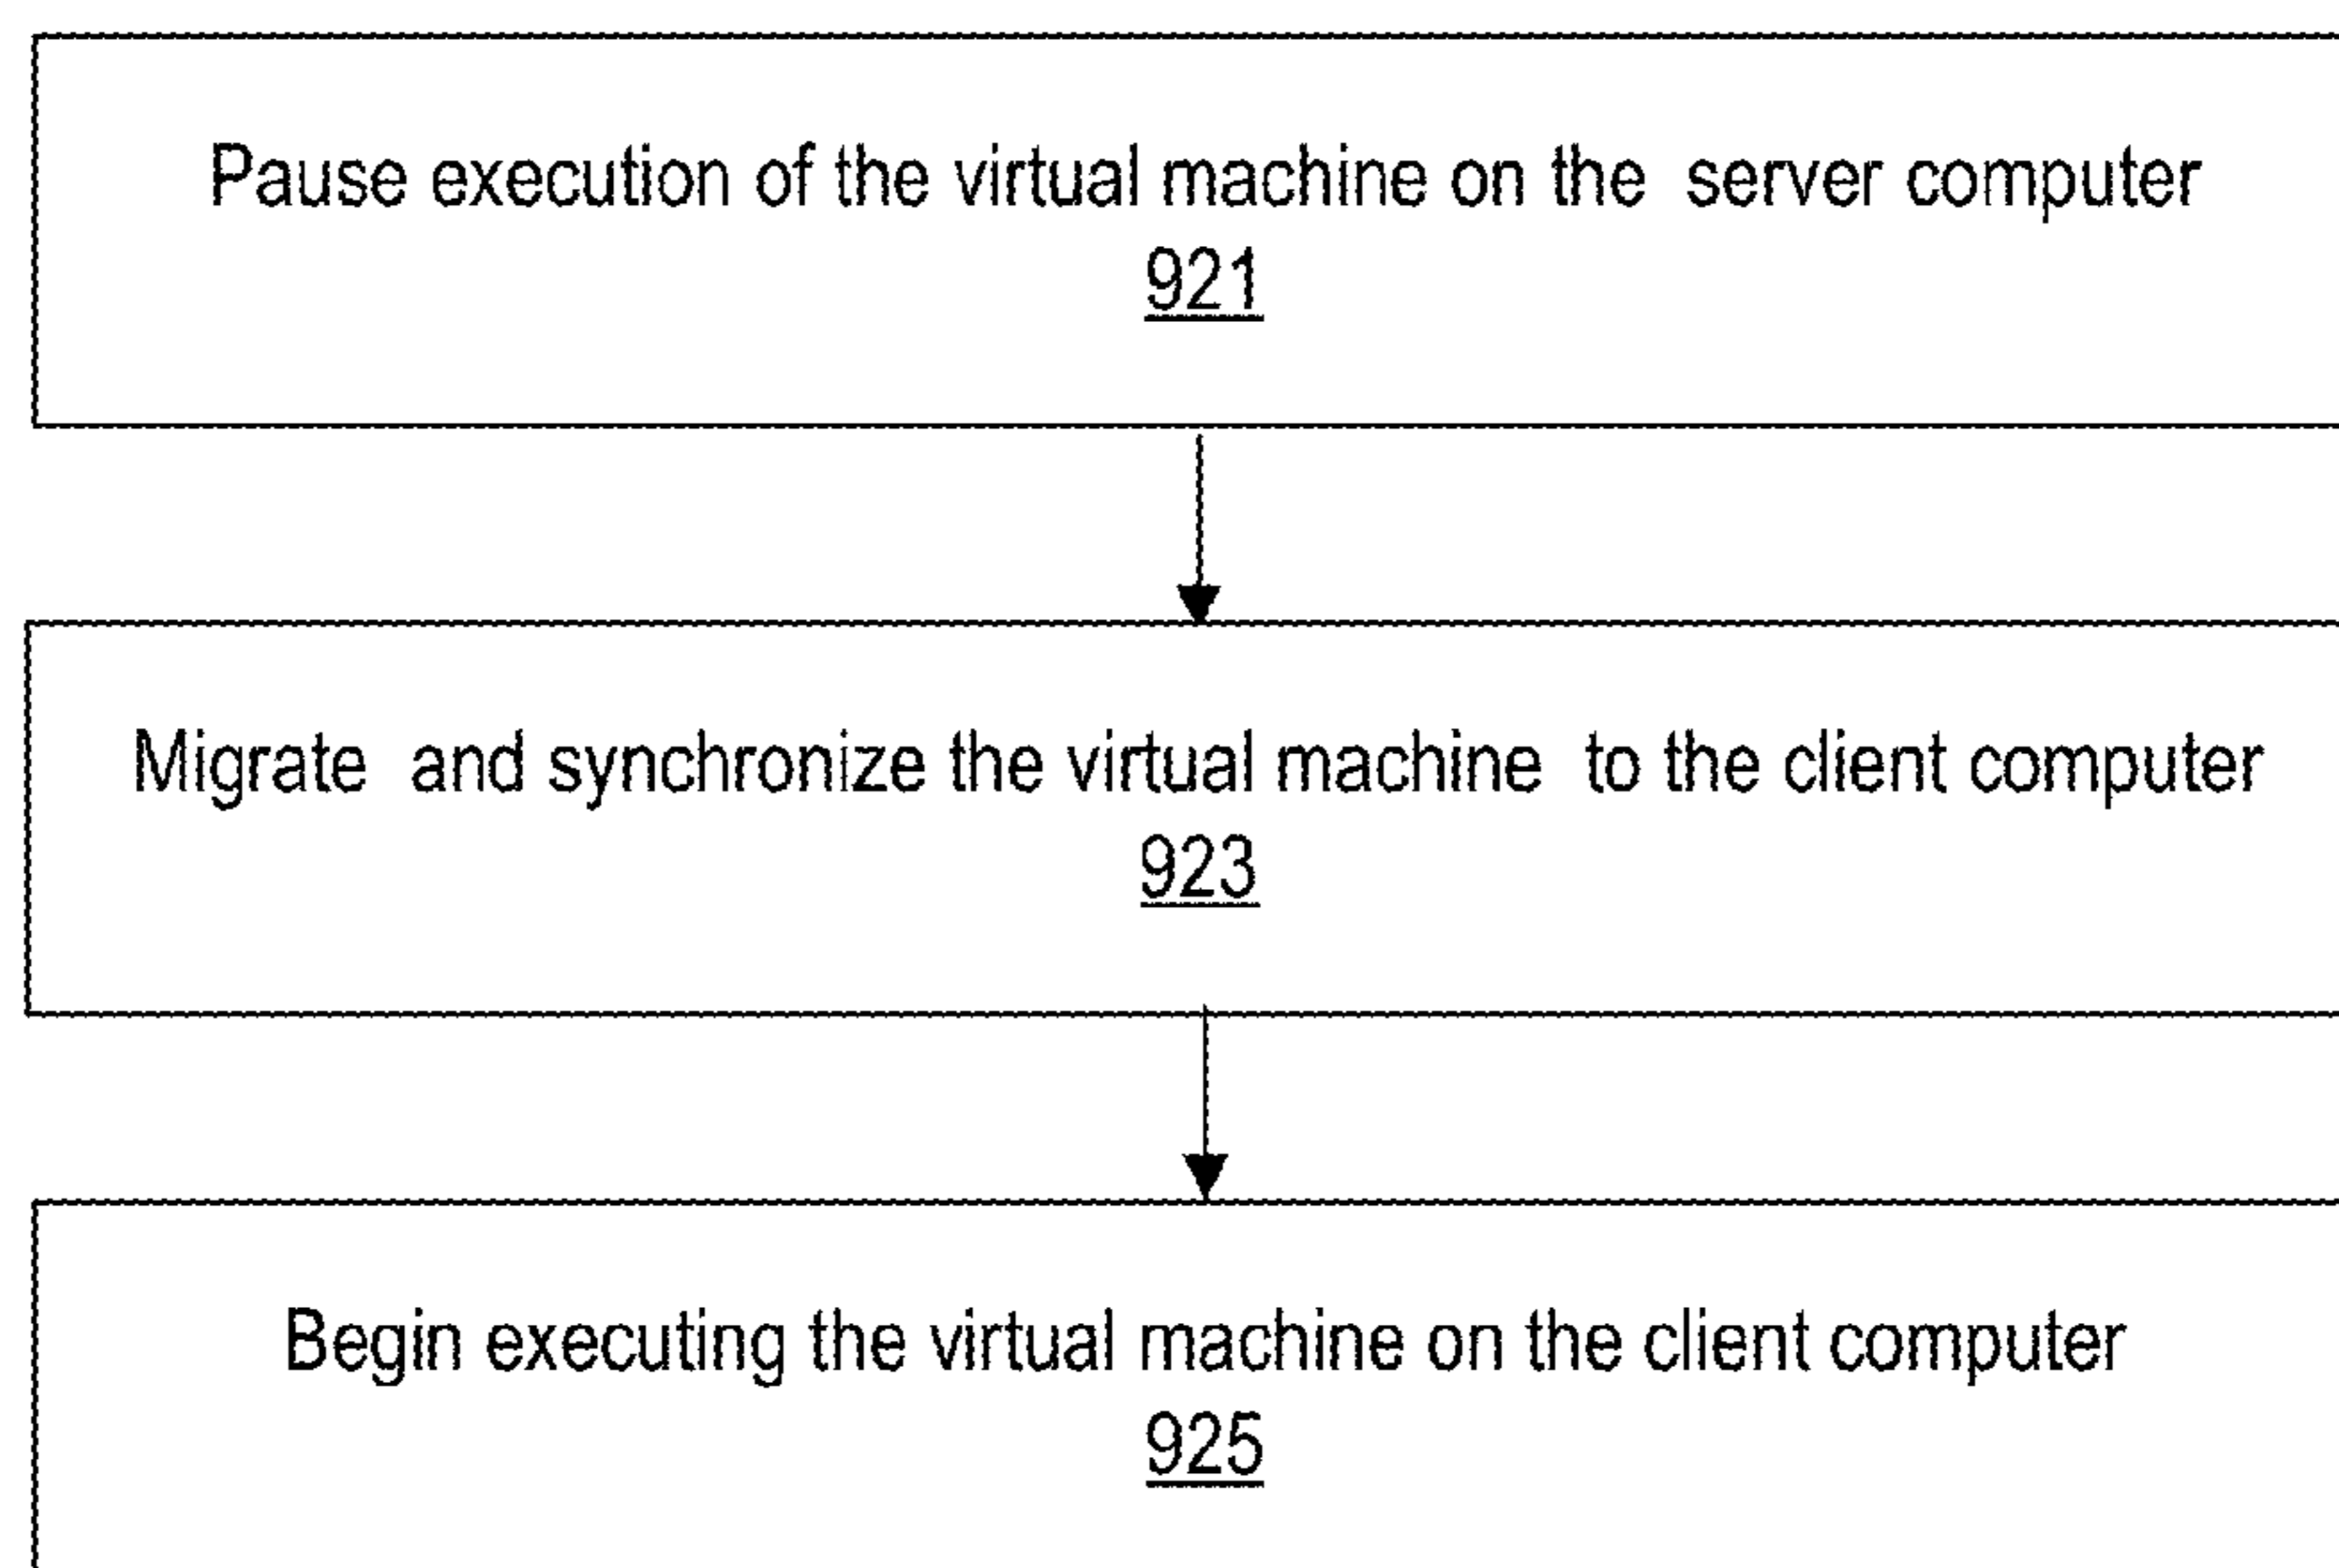 Pause execution of the virtual machine on the server computer
921
Migrate and synchronize the virtual machine to the client computer
923
Begin executing the virtual machine on the client computer
925